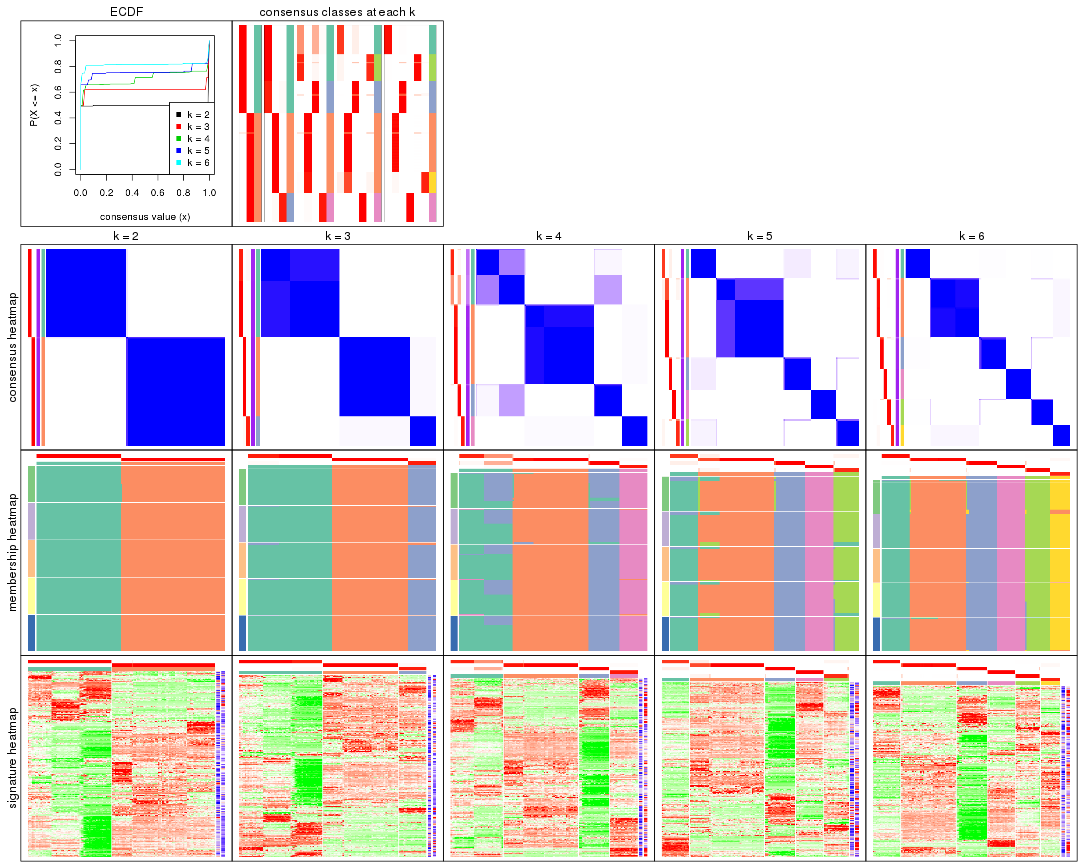 ECDF
consensus classes at each k
P(X <= x)
0.0 0.2 0.4 0.6 0.8 1.0
k = 2
k = 3
k = 4
k = 5
k = 6
0.0 0.2 0.4 0.6 0.8 1.0
consensus value (x)
k = 2 k = 3 k = 4 k = 5 k = 6
consensus heatmap
membership heatmap
signature heatmap